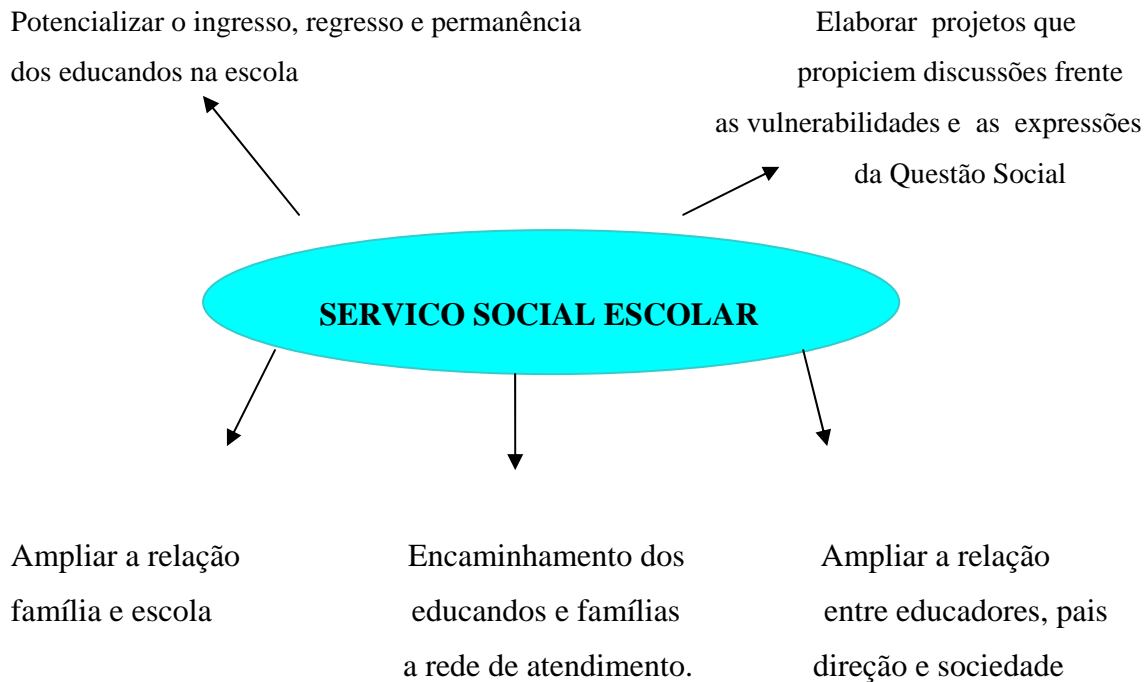 Potencializar o ingresso, regresso e permanência
dos educandos na escola
Elaborar projetos que
propiciem discussões frente
as vulnerabilidades e as expressões
da Questão Social
SERVICO SOCIAL ESCOLAR
Ampliar a relação
família e escola
Encaminhamento dos
educandos e famílias
a rede de atendimento.
Ampliar a relação
entre educadores, pais
direção e sociedade